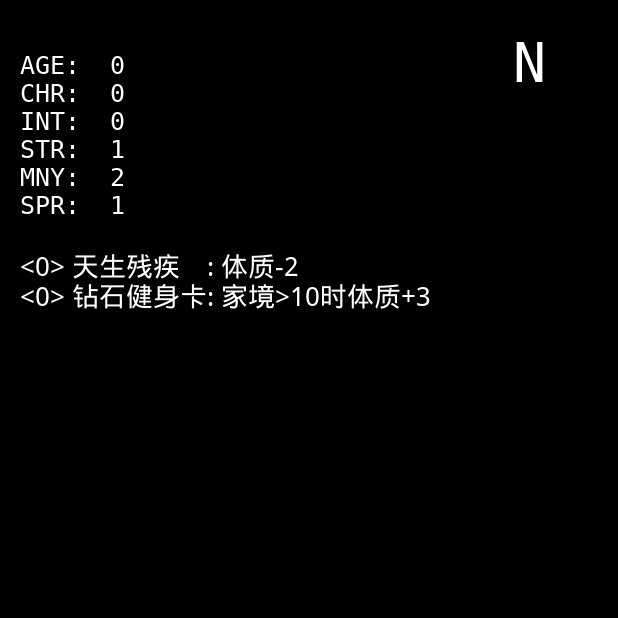 N
AGE: 0
CHR: 0
INT: 0
STR: 1
MNY: 2
SPR: 1
<0> 天生残疾 : 体质-2
<0> 钻石健身卡: 家境>10时体质+3